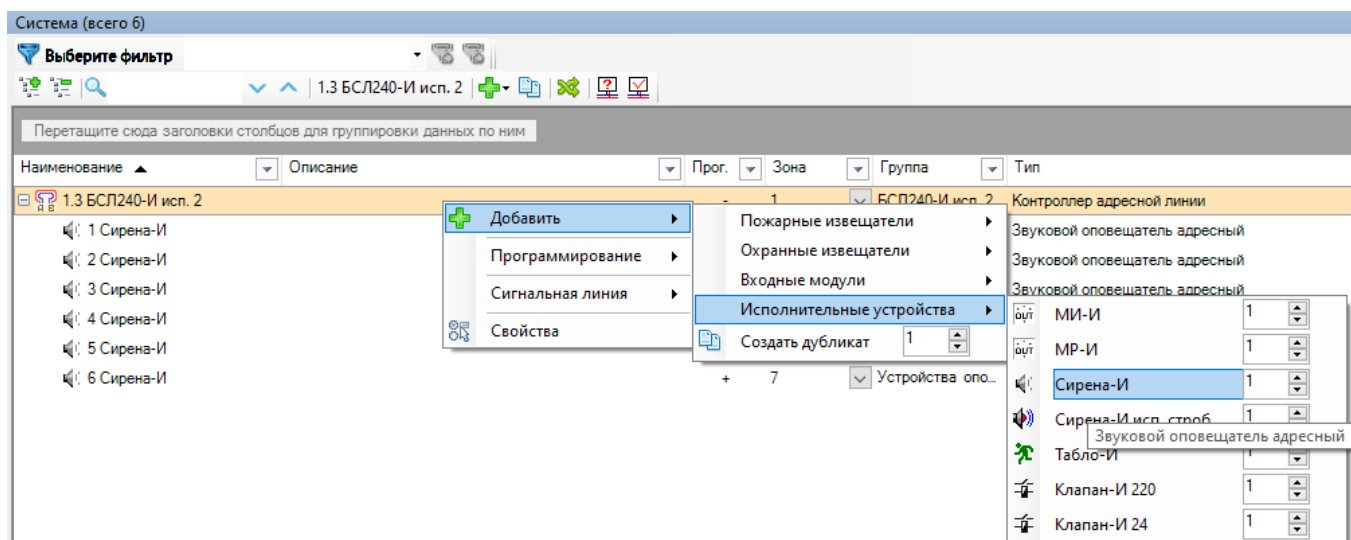 Система (всего 6)
Выберите фильтр
1.3 БСЛ240-И исп. 2
Перетащите сюда заголовки столбцов для группировки данных по ним
Наименование Описание Прог. Зона Группа Тип
1.3 БСЛ240-И исп. 2 - 1 БСЛ240-И исп. 2 Контроллер адресной линии
1 Сирена-И Звуковой оповещатель адресный
2 Сирена-И Звуковой оповещатель адресный
3 Сирена-И Звуковой оповещатель адресный
4 Сирена-И
5 Сирена-И
6 Сирена-И + 7 Устройства опо...
Добавить
Программирование
Сигнальная линия
Свойства
Пожарные извещатели
Охранные извещатели
Входные модули
Исполнительные устройства
Создать дубликат 1
out МИ-И 1
out МР-И 1
Сирена-И 1
Сирена-И исп. строб 1
Звуковой оповещатель адресный
Табло-И 1
Клапан-И 220 1
Клапан-И 24 1